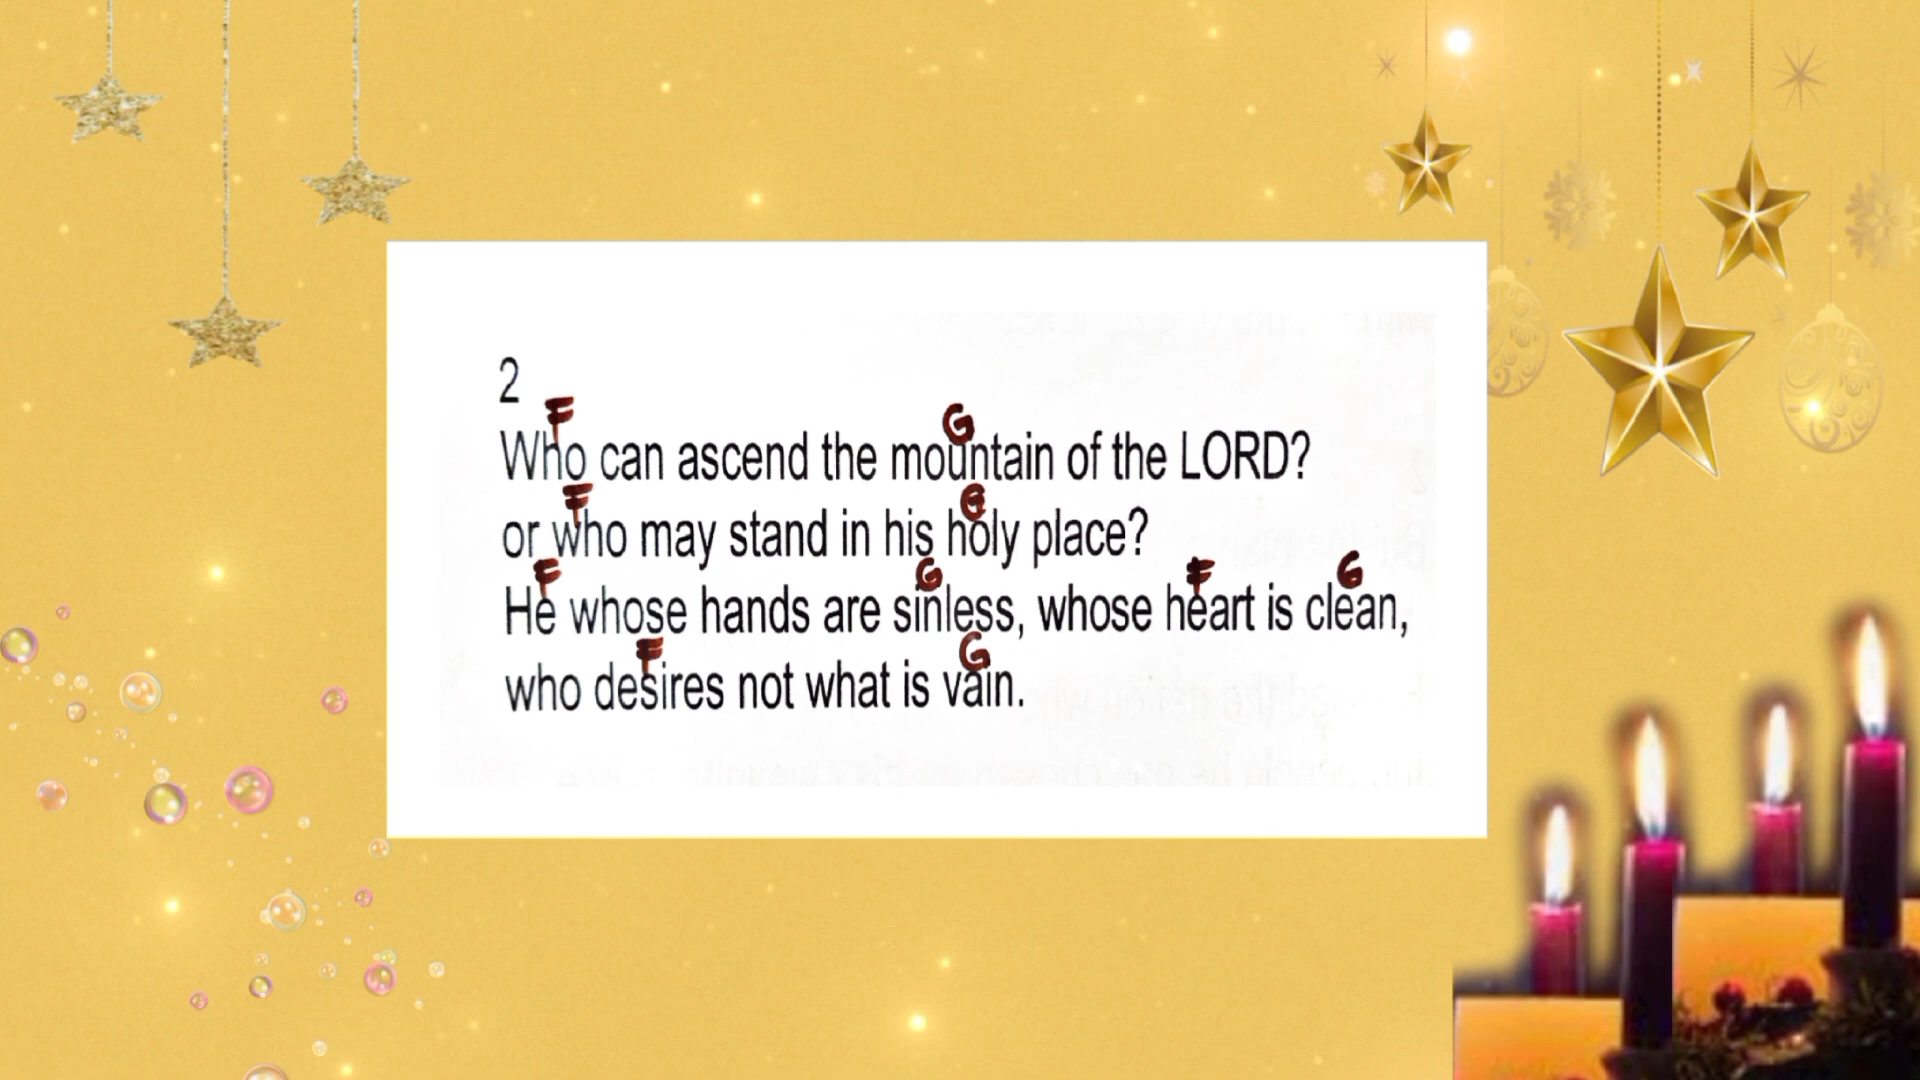 2
F G
Who can ascend the mountain of the LORD?
F G
or who may stand in his holy place?
F G F G
He whose hands are sinless, whose heart is clean,
F G
who desires not what is vain.